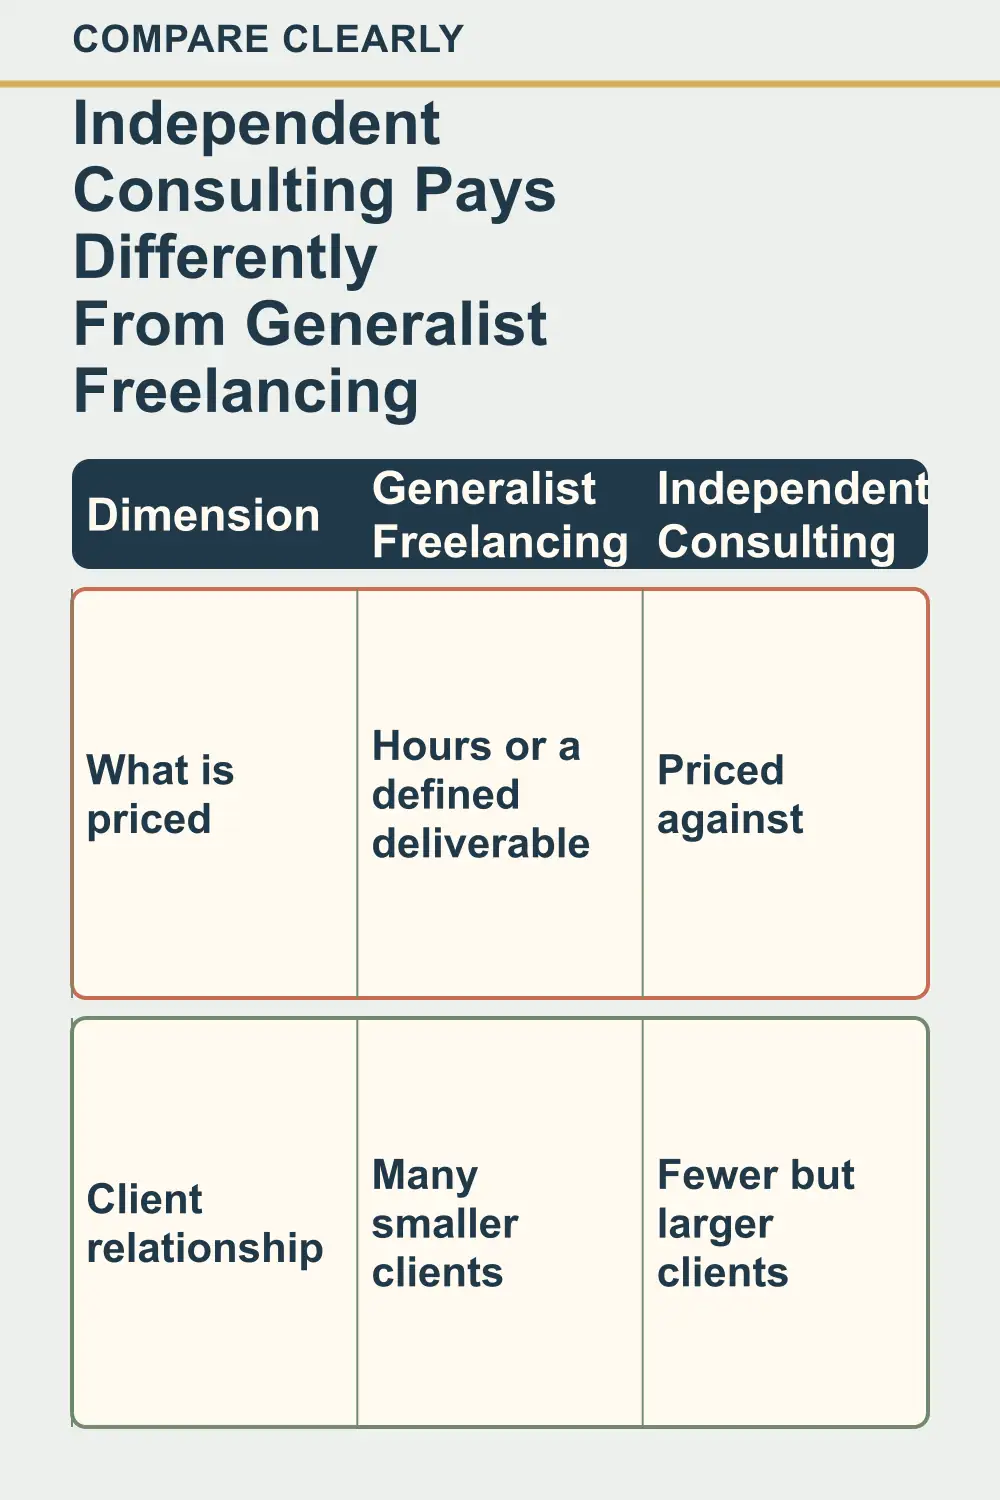 COMPARE CLEARLY
Independent
Consulting Pays
Differently
From Generalist
Freelancing
Dimension
Generalist
Freelancing
Independent
Consulting
What is
priced
Hours or a
defined
deliverable
Priced
against
Client
relationship
Many
smaller
clients
Fewer but
larger
clients